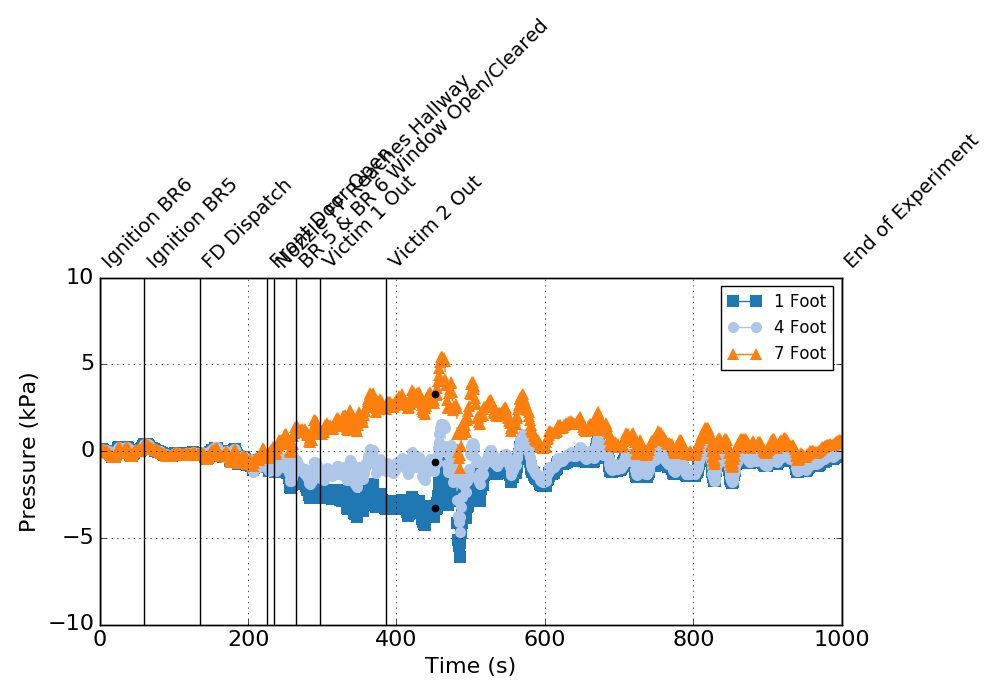 Ignition BR6
Ignition BR5
FD Dispatch
Front Door Open
Nozzle FF Reaches Hallway
BR 5 & BR 6 Window Open/Cleared
Victim 1 Out
Victim 2 Out
End of Experiment
10
5
0
−5
−10
Pressure (kPa)
1 Foot
4 Foot
7 Foot
0
200
400
600
800
1000
Time (s)